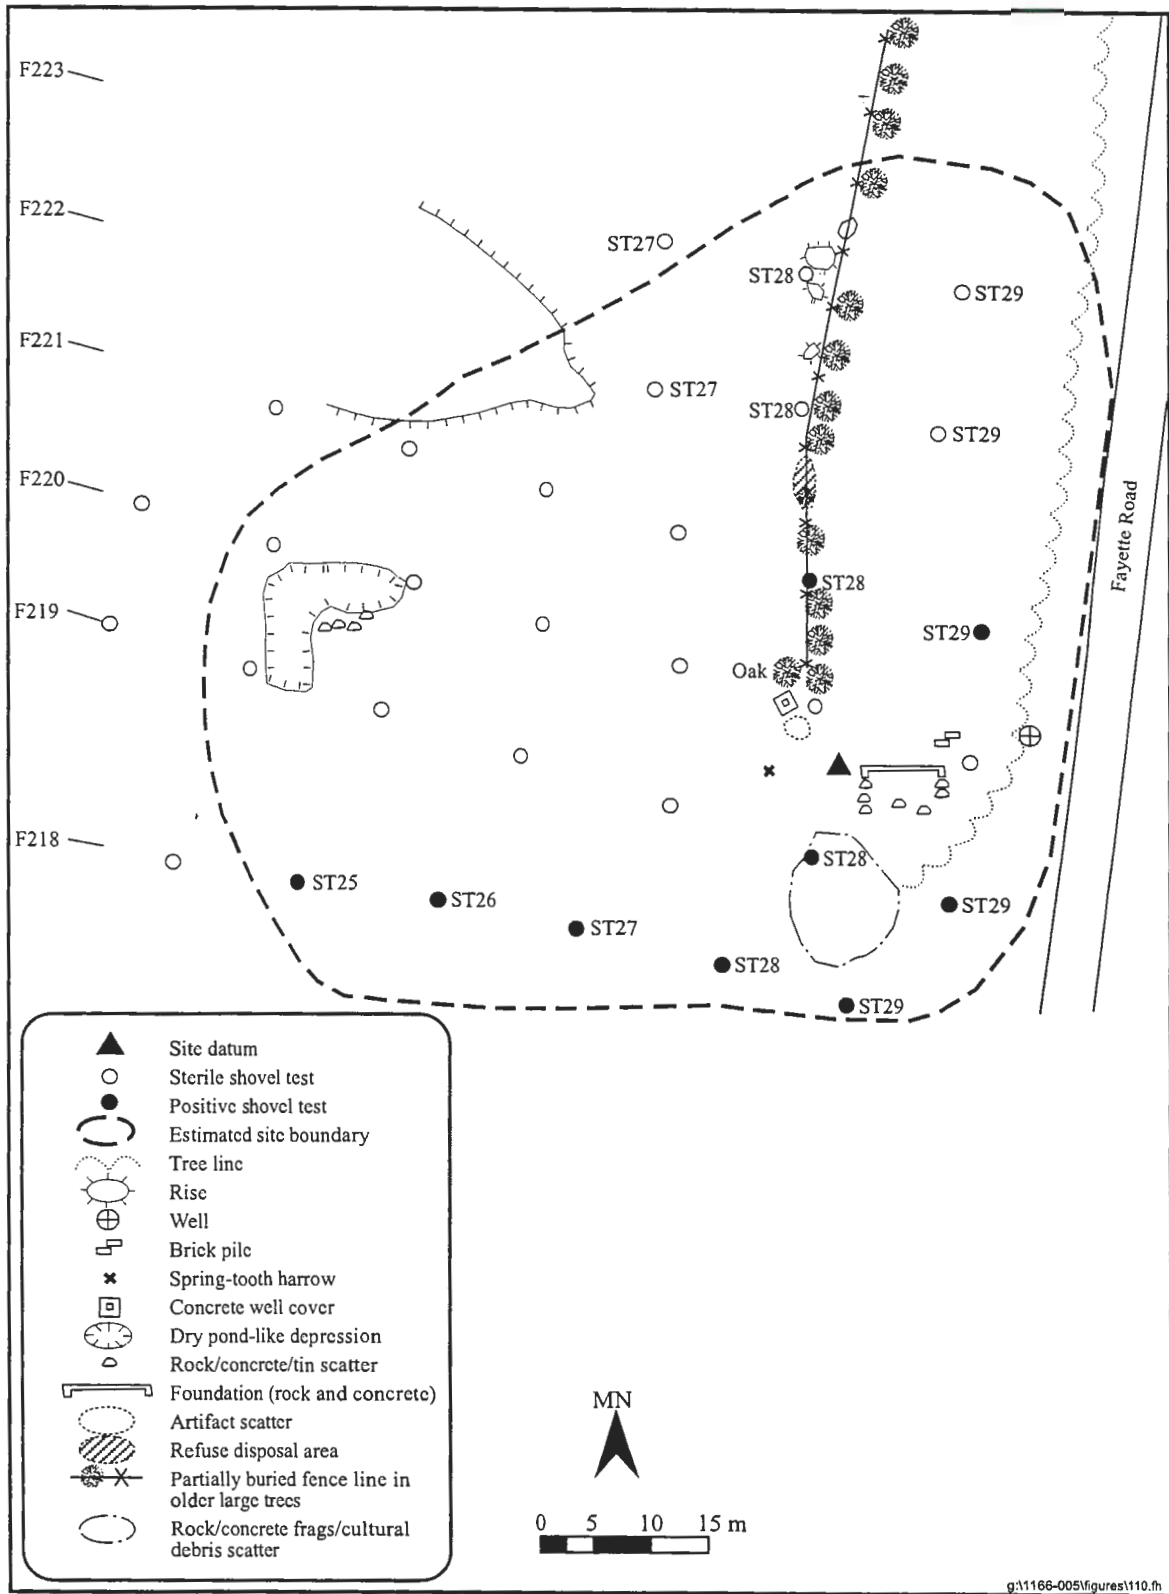 F223
F222
ST27
ST28
ST29
F221
ST27
ST28
ST29
F220
Fayette Road
ST28
F219
ST29
Oak
F218
ST28
ST25
ST26
ST29
ST27
ST28
ST29
Site datum
Sterile shovel test
Positive shovel test
Estimated site boundary
Tree line
Rise
Well
Brick pile
Spring-tooth harrow
Concrete well cover
Dry pond-like depression
Rock/concrete/tin scatter
Foundation (rock and concrete)
Artifact scatter
Refuse disposal area
Partially buried fence line in
older large trees
Rock/concrete frags/cultural
debris scatter
MN
0 5 10 15 m
g:\1166-005\figures\110.fh